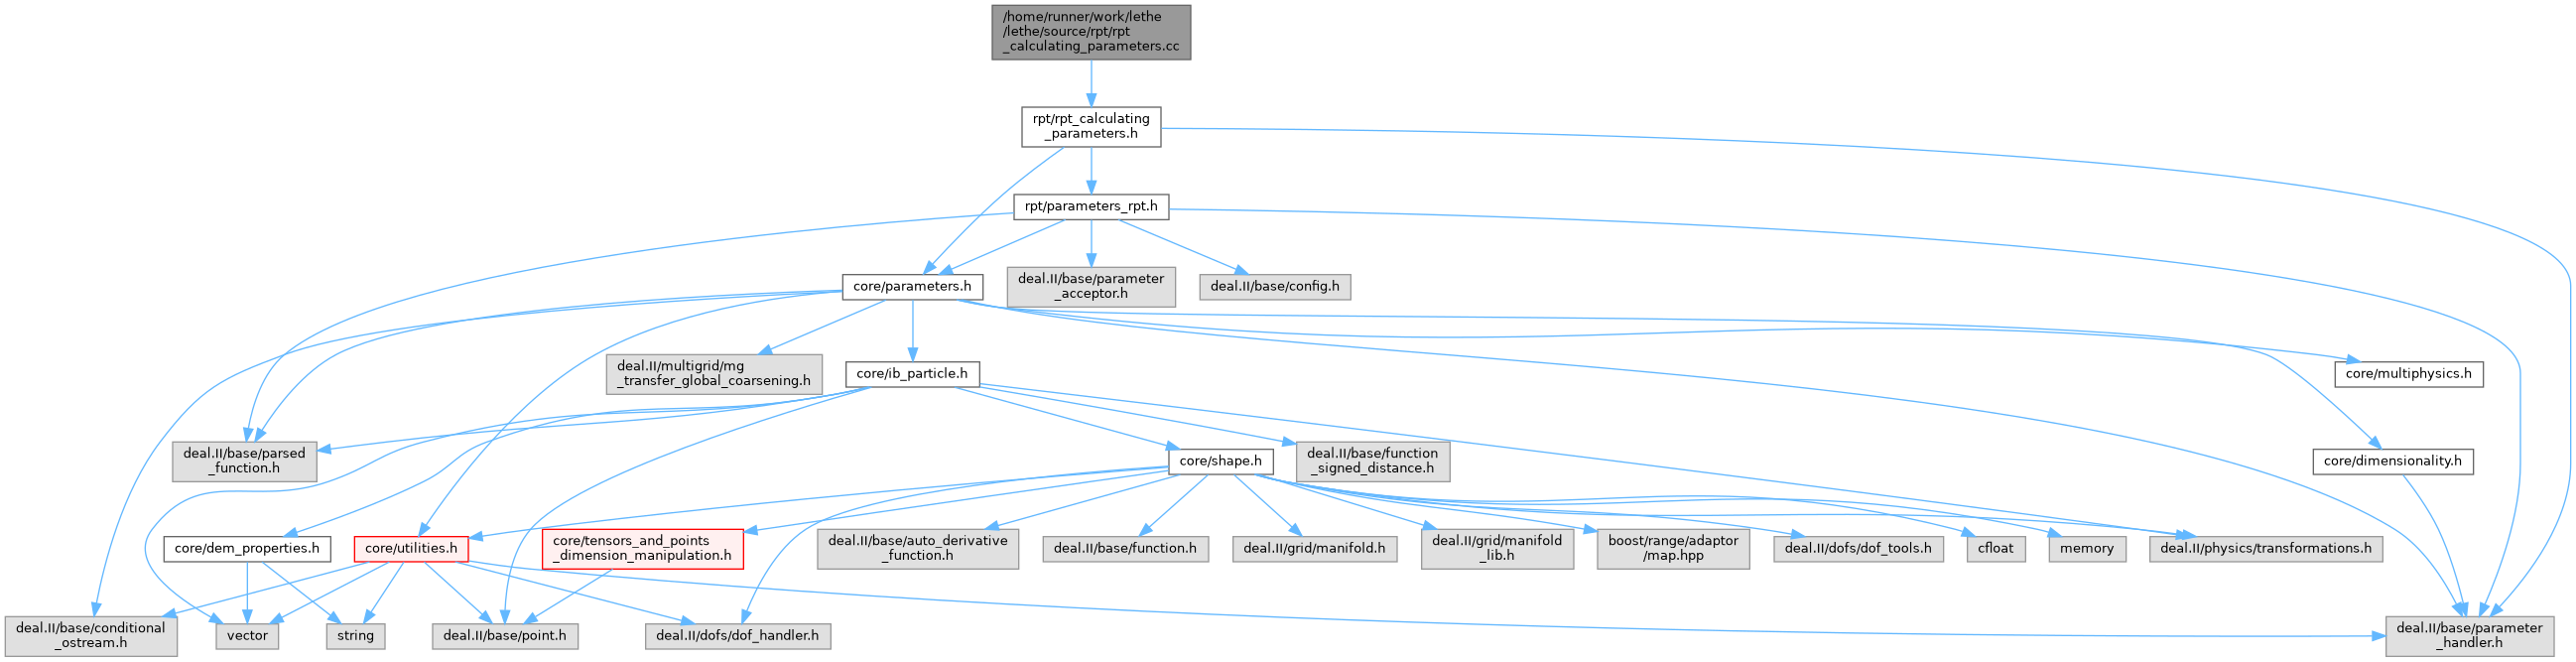 /home/runner/work/lethe
/lethe/source/rpt/rpt
_calculating_parameters.cc
rpt/rpt_calculating
_parameters.h
rpt/parameters_rpt.h
core/parameters.h
deal.II/base/parameter
_acceptor.h
deal.II/base/config.h
deal.II/multigrid/mg
_transfer_global_coarsening.h
core/ib_particle.h
core/multiphysics.h
deal.II/base/parsed
_function.h
core/shape.h
deal.II/base/function
_signed_distance.h
core/dimensionality.h
core/dem_properties.h
core/utilities.h
core/tensors_and_points
_dimension_manipulation.h
deal.II/base/auto_derivative
_function.h
deal.II/base/function.h
deal.II/grid/manifold.h
deal.II/grid/manifold
_lib.h
boost/range/adaptor
/map.hpp
deal.II/dofs/dof_tools.h
cfloat
memory
deal.II/physics/transformations.h
deal.II/base/conditional
_ostream.h
vector
string
deal.II/base/point.h
deal.II/dofs/dof_handler.h
deal.II/base/parameter
_handler.h